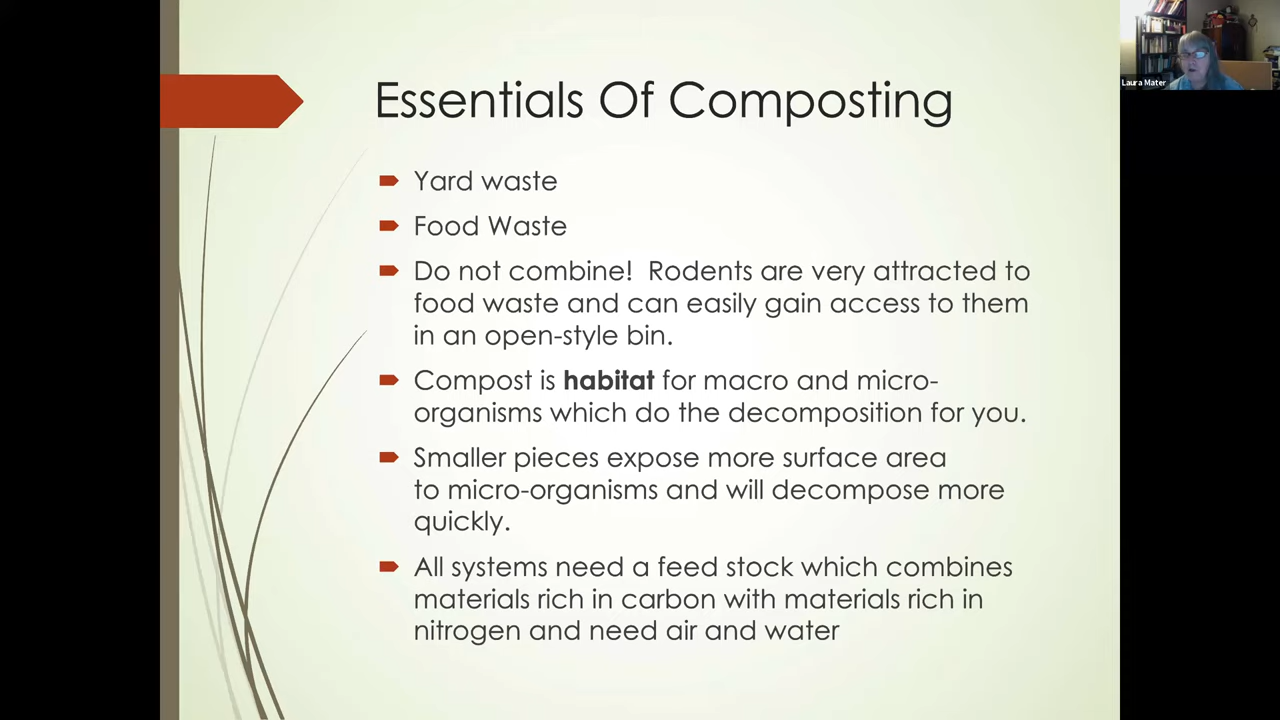 Essentials Of Composting
Laura Mater
Yard waste
Food Waste
Do not combine!  Rodents are very attracted to
food waste and can easily gain access to them
in an open-style bin.
Compost is habitat for macro and micro-
organisms which do the decomposition for you.
Smaller pieces expose more surface area
to micro-organisms and will decompose more
quickly.
All systems need a feed stock which combines
materials rich in carbon with materials rich in
nitrogen and need air and water